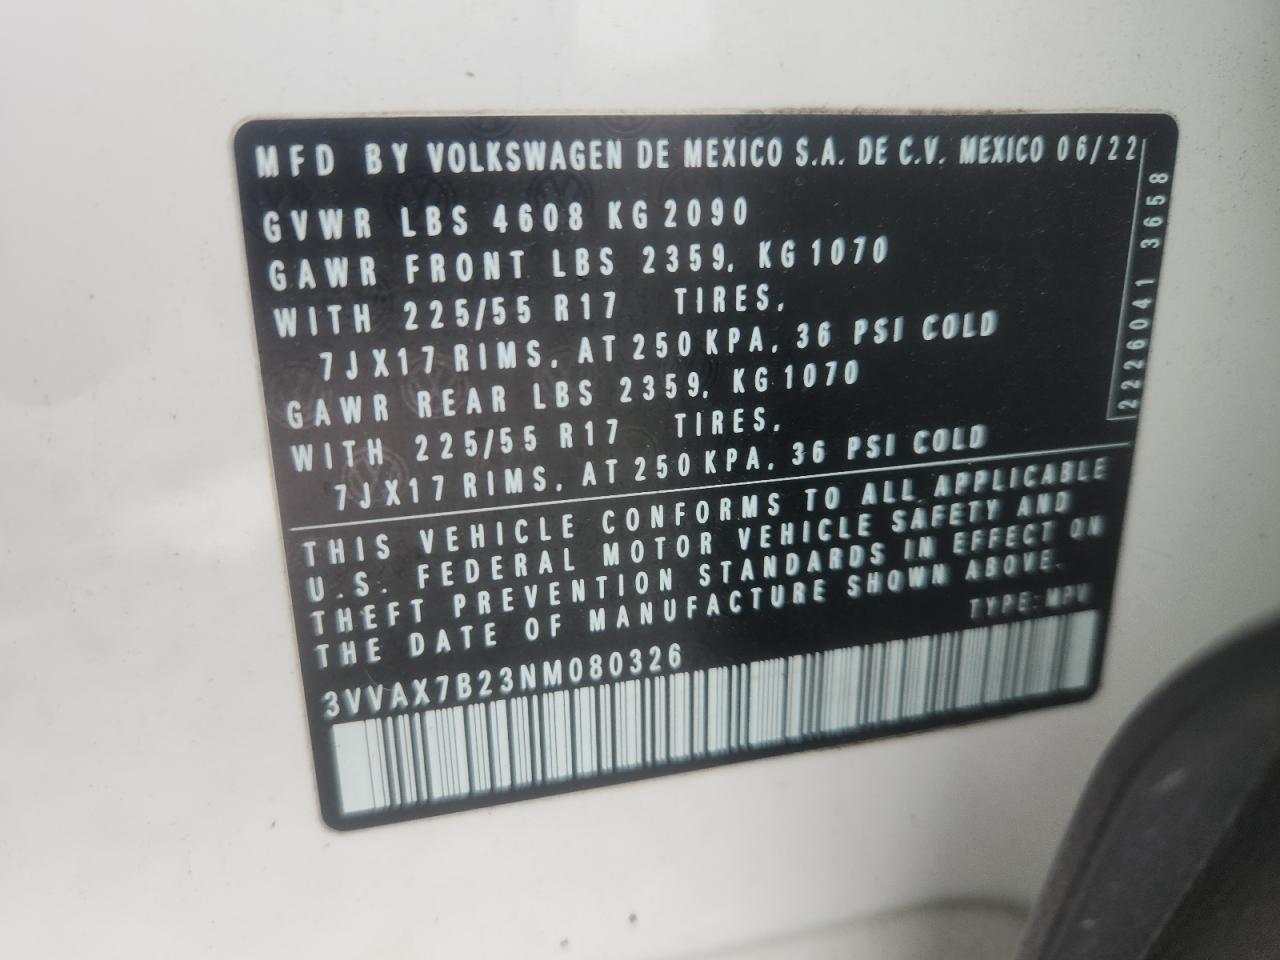 MFD BY VOLKSWAGEN DE MEXICO S.A. DE C.V. MEXICO 06/22
GVWR LBS 4608 KG 2090
GAWR FRONT LBS 2359, KG 1070
WITH 225/55 R17 TIRES,
7JX17 RIMS, AT 250 KPA, 36 PSI COLD
GAWR REAR LBS 2359, KG 1070
WITH 225/55 R17 TIRES,
7JX17 RIMS, AT 250 KPA, 36 PSI COLD
2226041 3658
THIS VEHICLE CONFORMS TO ALL APPLICABLE
U.S. FEDERAL MOTOR VEHICLE SAFETY AND
THEFT PREVENTION STANDARDS IN EFFECT ON
THE DATE OF MANUFACTURE SHOWN ABOVE.
TYPE: MPV
3VVAX7B23NM080326